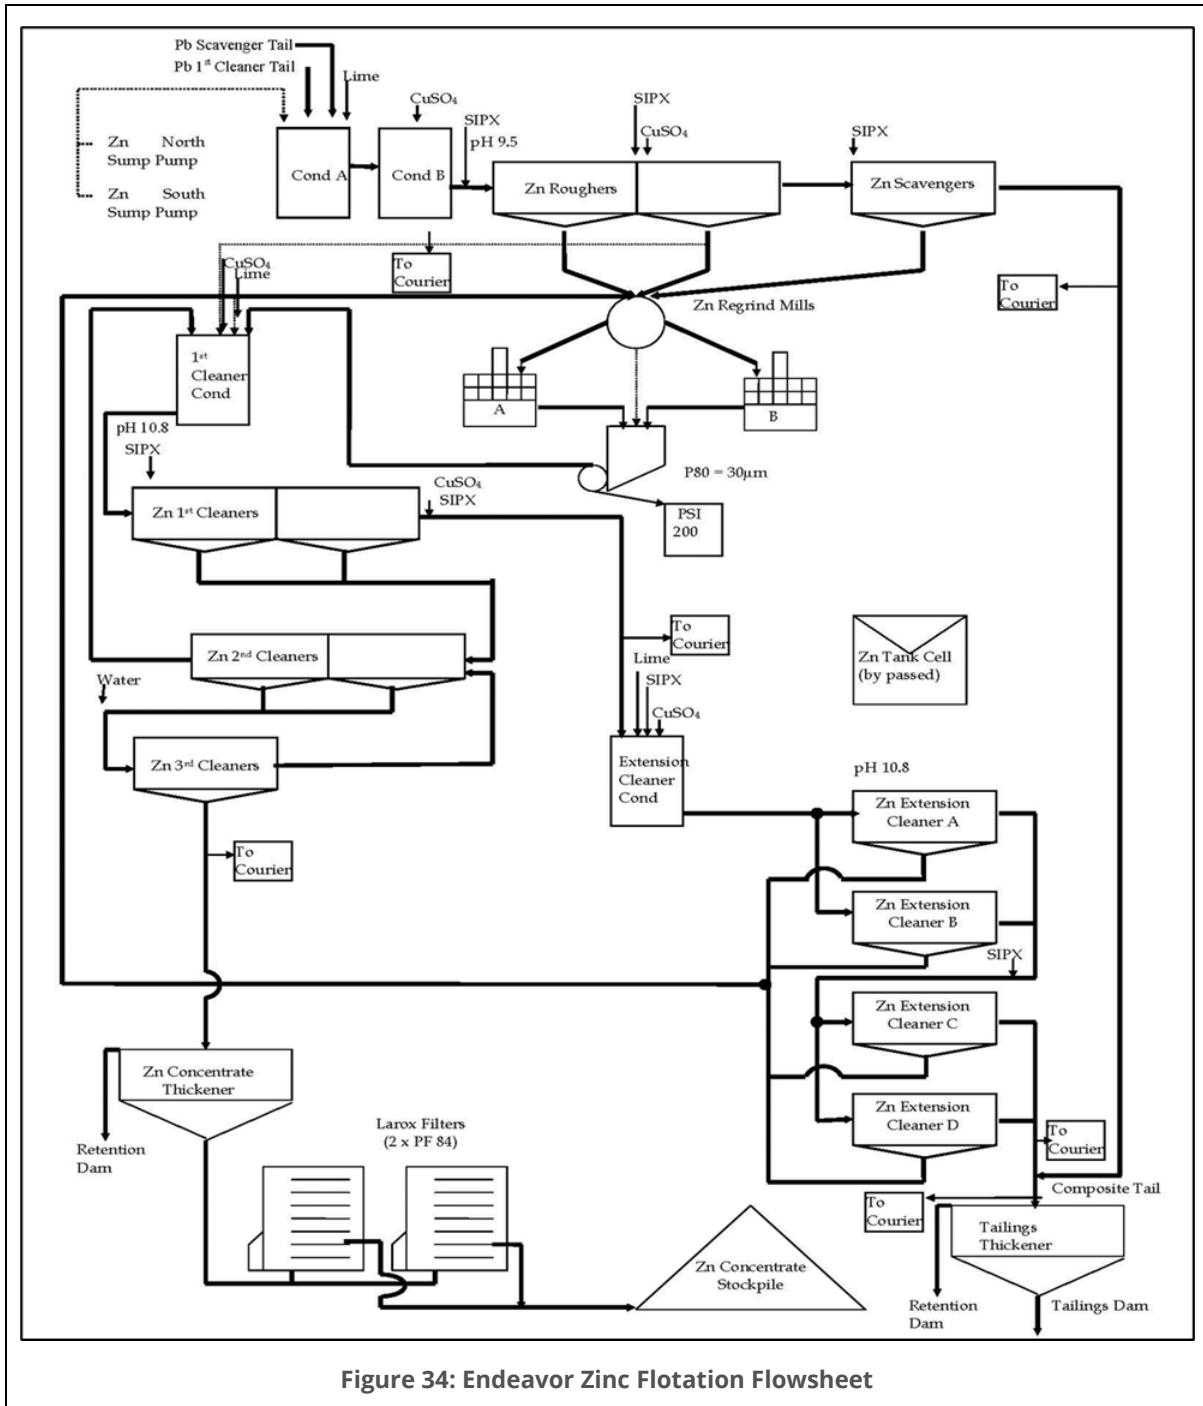 Pb Scavenger Tail
Pb 1st Cleaner Tail
Lime
CuSO4
SIPX
pH 9.5
SIPX
CuSO4
SIPX
Zn North
Sump Pump
Zn South
Sump Pump
Cond A
Cond B
Zn Roughers
Zn Scavengers
To
Courier
To
Courier
CuSO4
Lime
Zn Regrind Mills
1st
Cleaner
Cond
A
B
pH 10.8
SIPX
P80 = 30µm
CuSO4
SIPX
Zn 1st Cleaners
PSI
200
To
Courier
Zn 2nd Cleaners
Lime
SIPX
CuSO4
Zn Tank Cell
(by passed)
Water
Zn 3rd Cleaners
Extension
Cleaner
Cond
pH 10.8
Zn Extension
Cleaner A
To
Courier
Zn Extension
Cleaner B
SIPX
Zn Extension
Cleaner C
Zn Concentrate
Thickener
Zn Extension
Cleaner D
To
Courier
Retention
Dam
Larox Filters
(2 x PF 84)
Composite Tail
To
Courier
Tailings
Thickener
Zn Concentrate
Stockpile
Retention
Dam
Tailings Dam
Figure 34: Endeavor Zinc Flotation Flowsheet